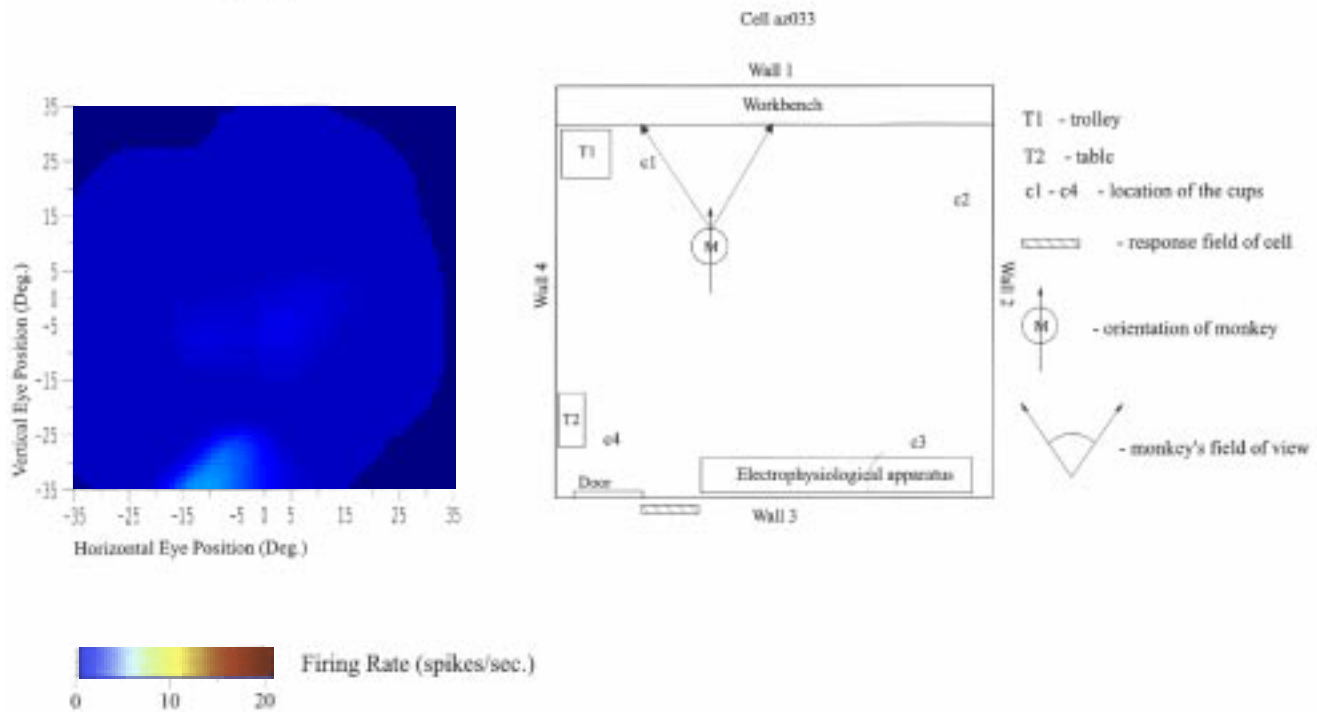 Cell az033
Wall 1
Workbench
T1
c1
c2
M
Wall 4
Wall 2
T2
c4
c3
Electrophysiological apparatus
Door
Wall 3
T1 - trolley
T2 - table
c1 - c4 - location of the cups
- response field of cell
M - orientation of monkey
- monkey's field of view
35
25
15
5
0
-5
-15
-25
-35
Vertical Eye Position (Deg.)
-35 -25 -15 -5 0 5 15 25 35
Horizontal Eye Position (Deg.)
Firing Rate (spikes/sec.)
0 10 20